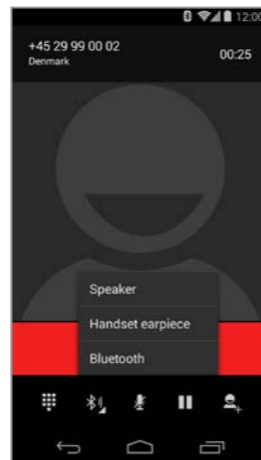 12:00
+45 29 99 00 02
00:25
Denmark
Speaker
Handset earpiece
Bluetooth